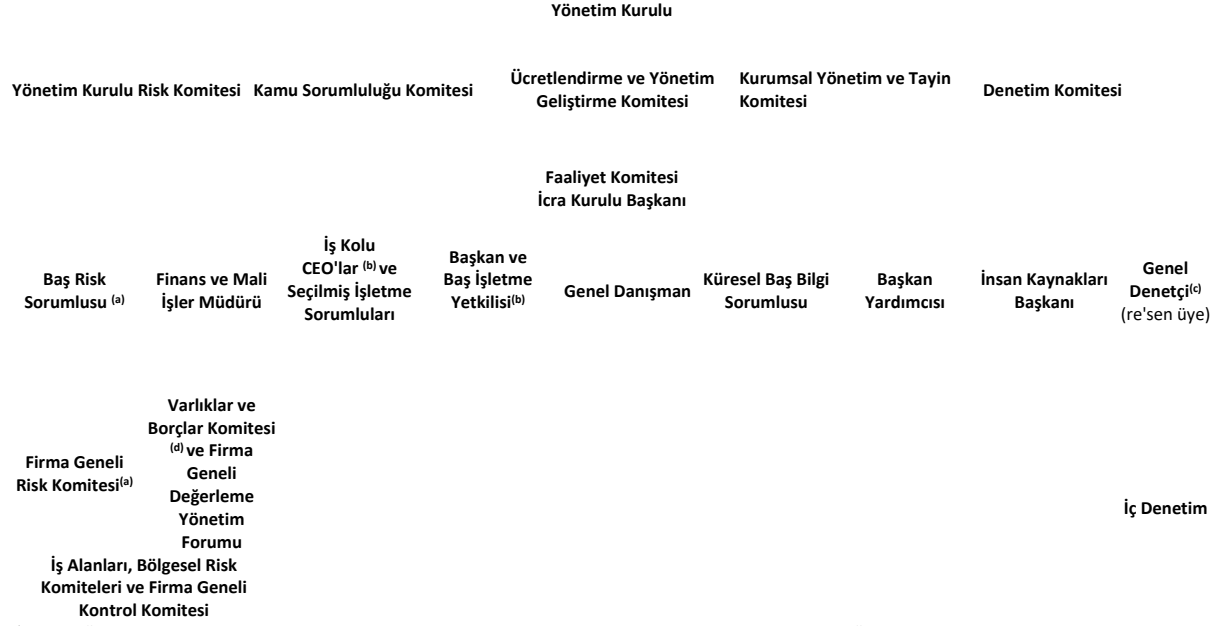 Yönetim Kurulu
Yönetim Kurulu Risk Komitesi
Kamu Sorumluluğu Komitesi
Ücretlendirme ve Yönetim
Geliştirme Komitesi
Kurumsal Yönetim ve Tayin
Komitesi
Denetim Komitesi
Faaliyet Komitesi
İcra Kurulu Başkanı
Baş Risk
Sorumlusu (a)
Finans ve Mali
İşler Müdürü
İş Kolu
CEO'lar (b) ve
Seçilmiş İşletme
Sorumluları
Başkan ve
Baş İşletme
Yetkilisi(b)
Genel Danışman
Küresel Baş Bilgi
Sorumlusu
Başkan
Yardımcısı
İnsan Kaynakları
Başkanı
Genel
Denetçi(c)
(re'sen üye)
Firma Geneli
Risk Komitesi(a)
Varlıklar ve
Borçlar Komitesi
(d) ve Firma
Geneli
Değerleme
Yönetim
Forumu
İç Denetim
İş Alanları, Bölgesel Risk
Komiteleri ve Firma Geneli
Kontrol Komitesi